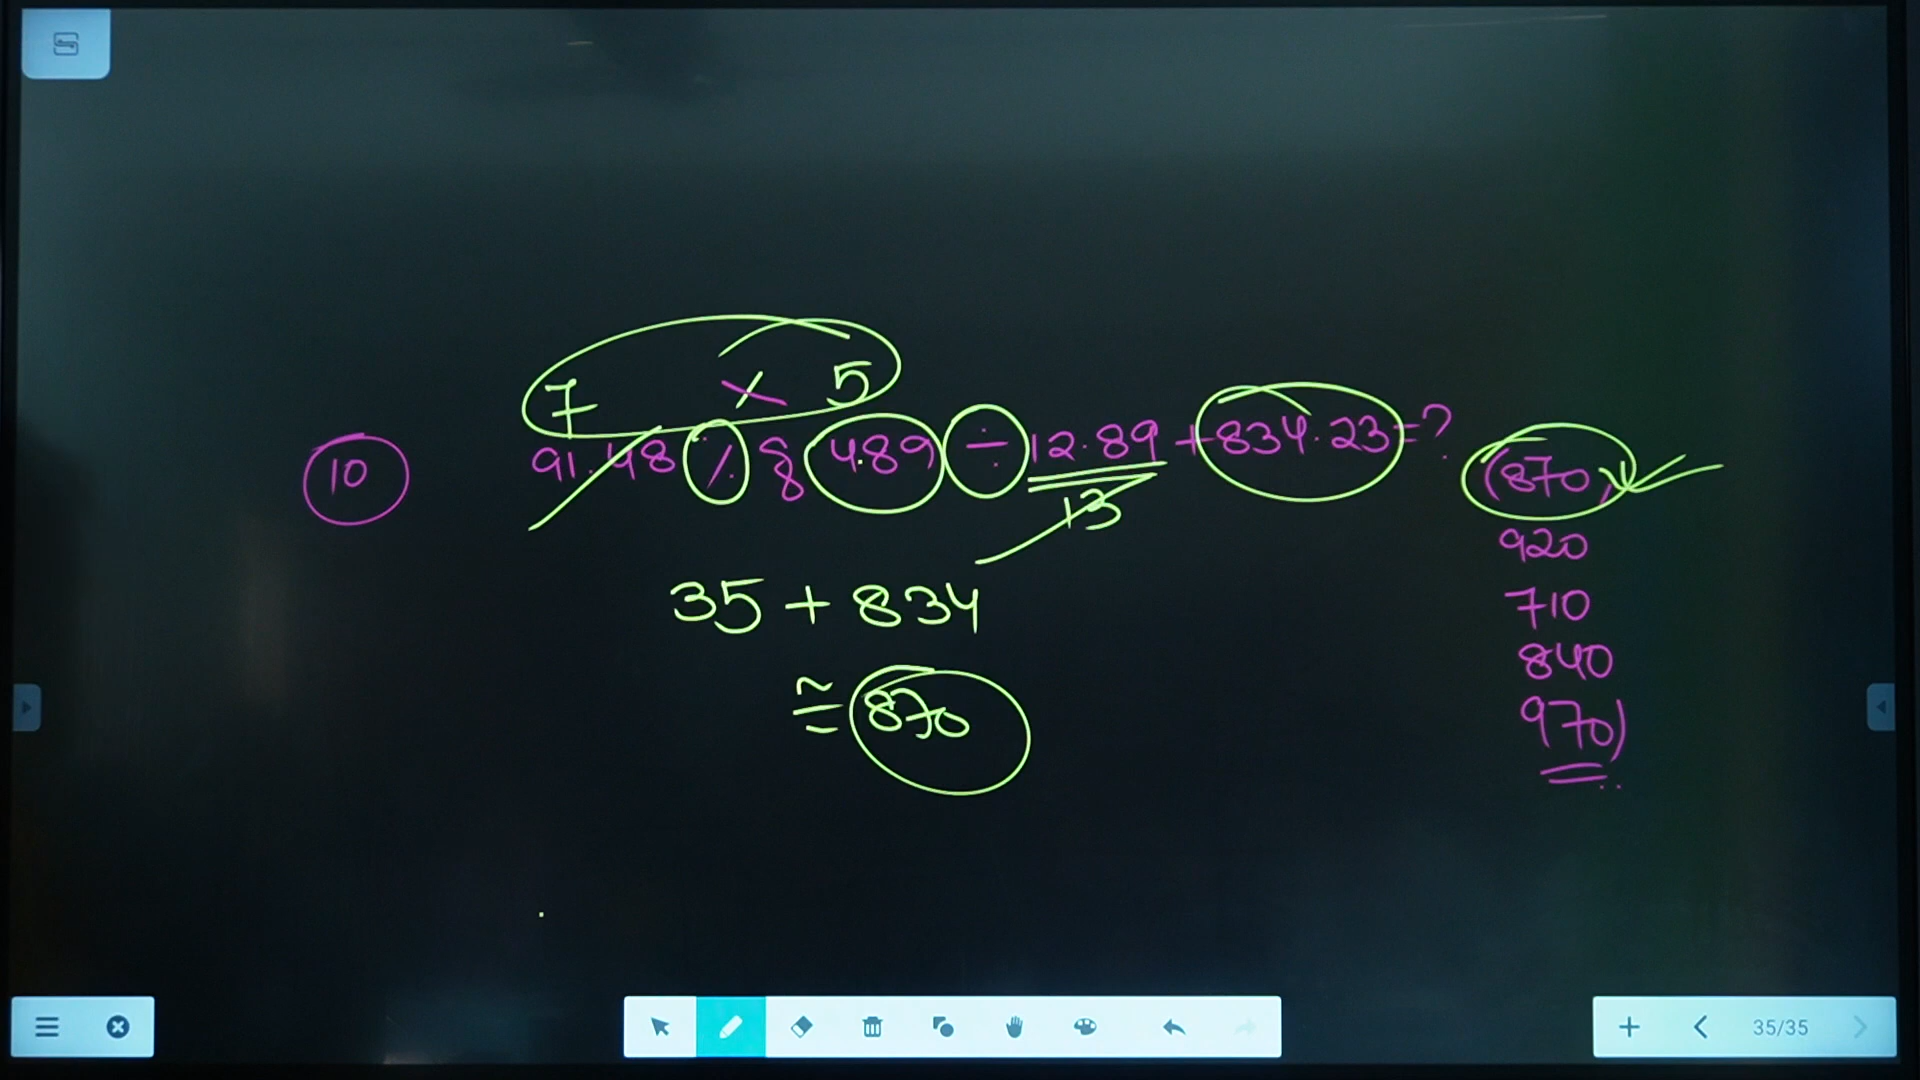 7 × 5
10 91.48 % of 489 ÷ 12.89 + 834.23 = ? (870,
13
920
35 + 834
710
840
≅ 870
970)
35/35